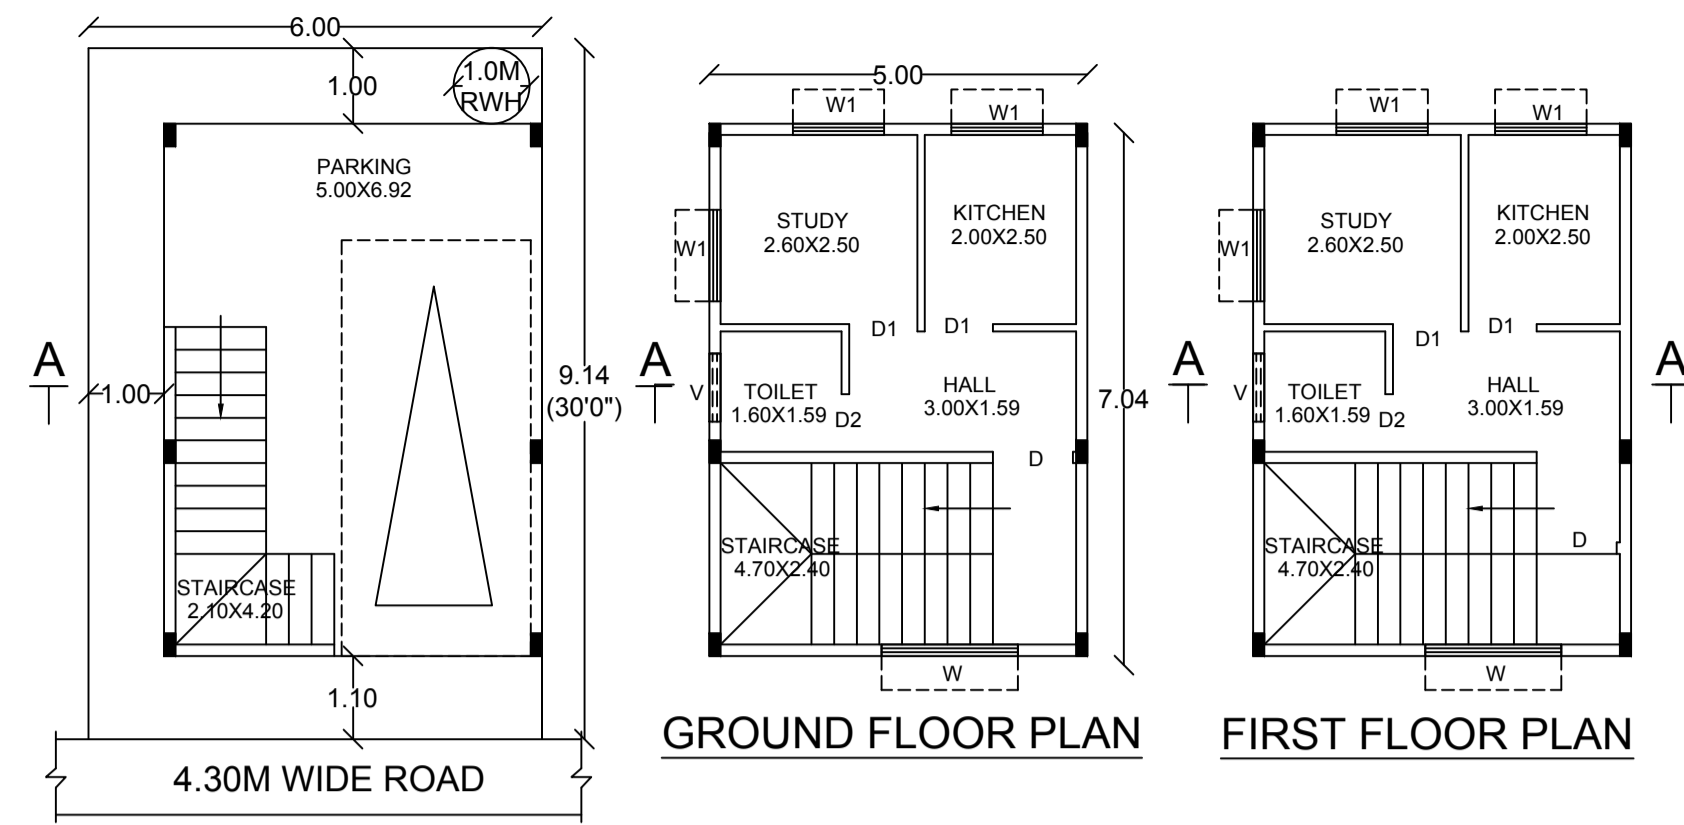 6.00
1.00
1.0M
RWH
PARKING
5.00X6.92
A
1.00
9.14
(30'0")
STAIRCASE
2.10X4.20
1.10
4.30M WIDE ROAD
5.00
W1
W1
STUDY
2.60X2.50
KITCHEN
2.00X2.50
W1
D1
D1
A
V
TOILET
1.60X1.59
D2
HALL
3.00X1.59
7.04
D
STAIRCASE
4.70X2.40
W
GROUND FLOOR PLAN
W1
W1
STUDY
2.60X2.50
KITCHEN
2.00X2.50
W1
D1
D1
A
A
V
TOILET
1.60X1.59
D2
HALL
3.00X1.59
D
STAIRCASE
4.70X2.40
W
FIRST FLOOR PLAN